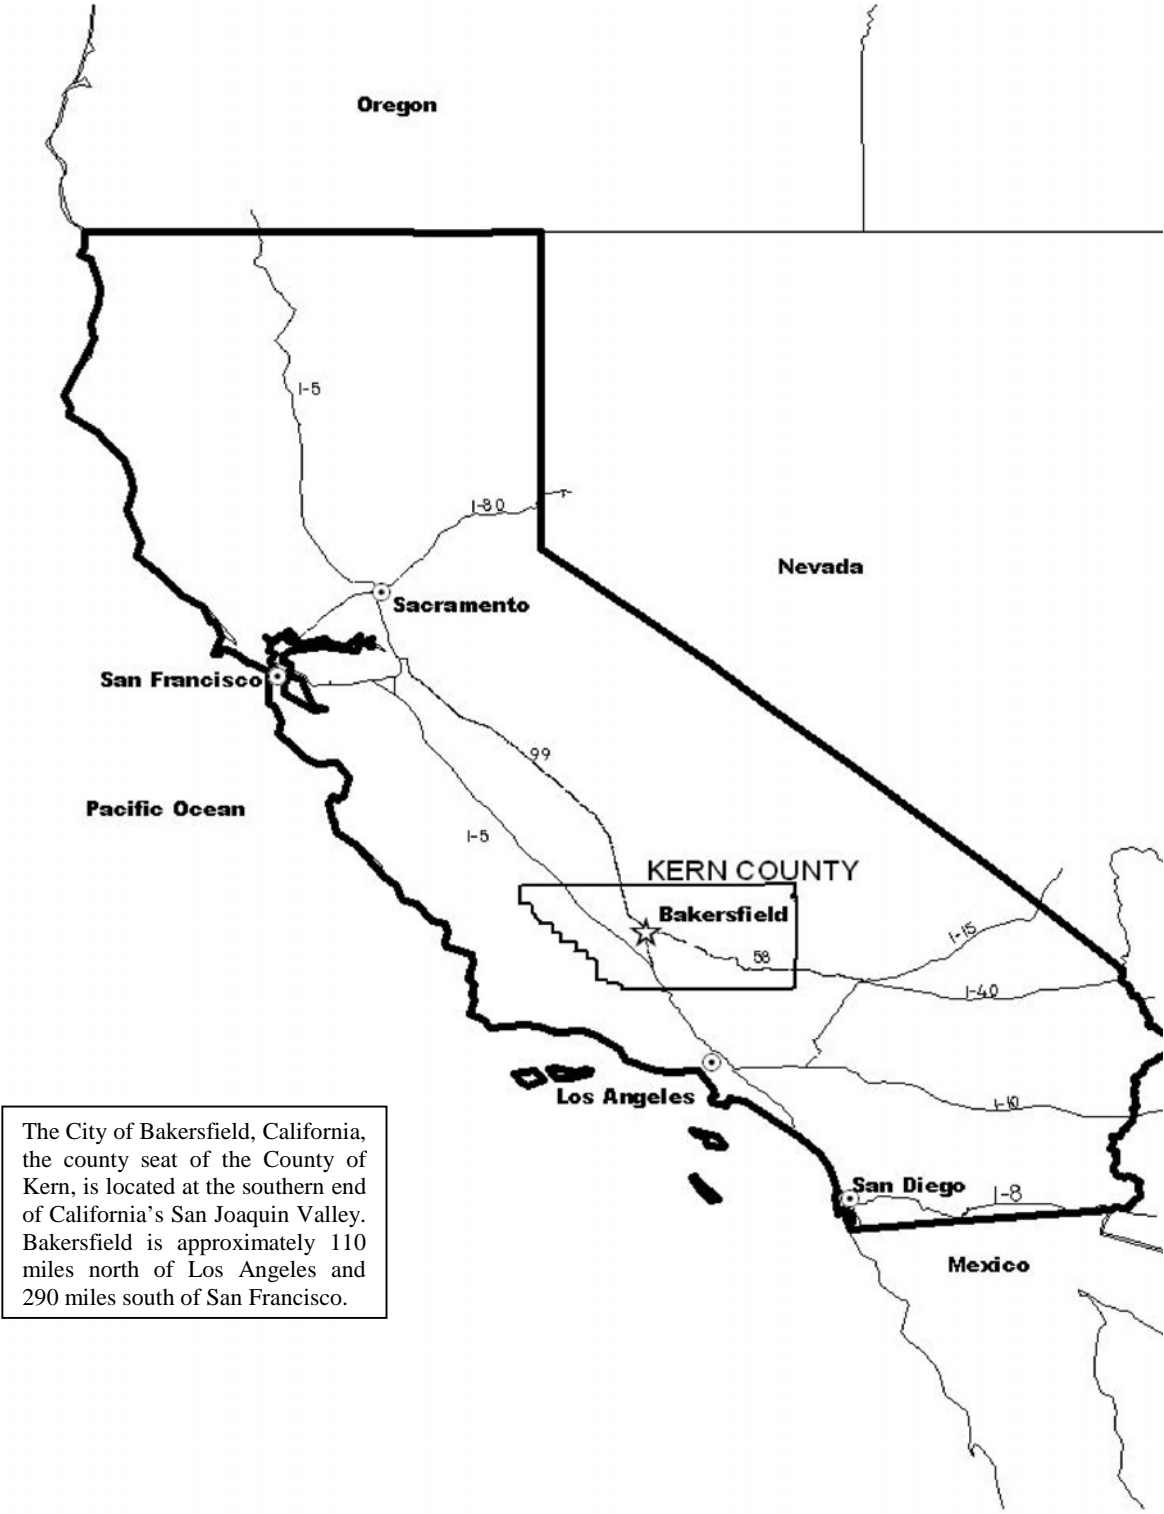 Oregon
I-5
I-80
Nevada
Sacramento
San Francisco
99
Pacific Ocean
I-5
KERN COUNTY
Bakersfield
I-15
58
I-40
Los Angeles
I-10
The City of Bakersfield, California,
the county seat of the County of
Kern, is located at the southern end
of California's San Joaquin Valley.
Bakersfield is approximately 110
miles north of Los Angeles and
290 miles south of San Francisco.
San Diego
I-8
Mexico